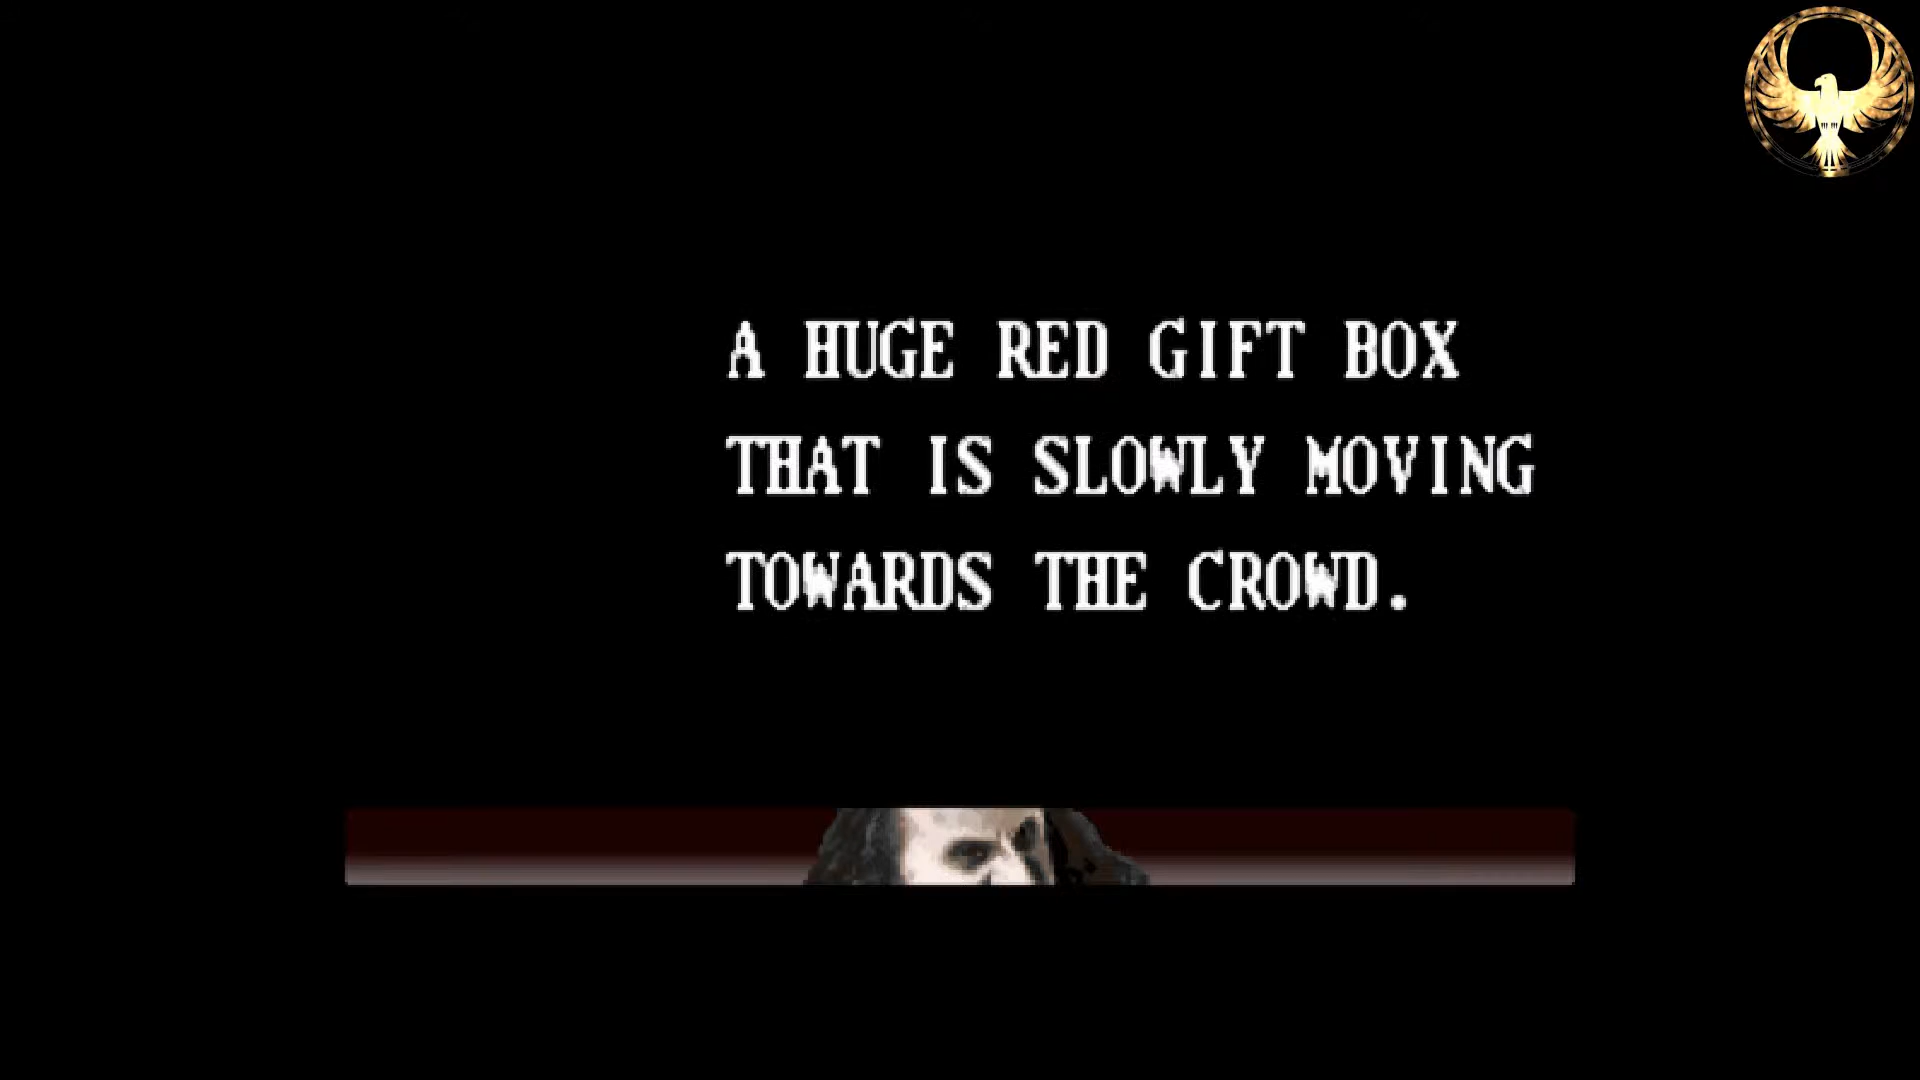 A HUGE RED GIFT BOX
THAT IS SLOWLY MOVING
TOWARDS THE CROWD.